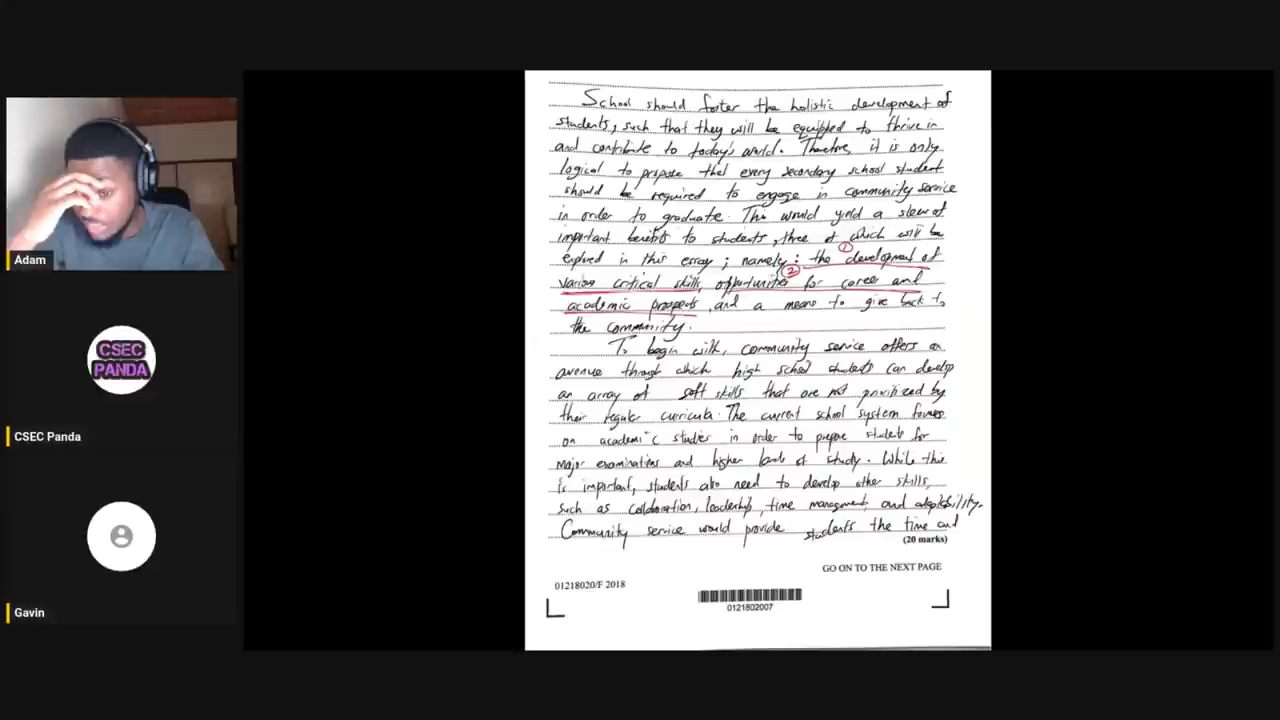 School should foster the holistic development of
students, such that they will be equipped to thrive in
and contribute to today's world. Therefore, it is only
logical to propose that every secondary school student
should be required to engage in community service
in order to graduate. This would yield a slew of
important benefits to students, three of which will be
explored in this essay; namely: the development of
①
various critical skills, opportunities for career and
②
academic prospects, and a means to give back to
the community.
To begin with, community service offers an
avenue through which high school students can develop
an array of soft skills that are not prioritized by
their regular curricula. The current school system focuses
on academic studies in order to prepare students for
major examinations and higher levels of study. While this
is important, students also need to develop other skills,
such as collaboration, leadership, time management, and adaptability.
Community service would provide students the time and
(20 marks)
GO ON TO THE NEXT PAGE
01218020/F 2018
0121802007
Adam
CSEC
PANDA
CSEC Panda
Gavin